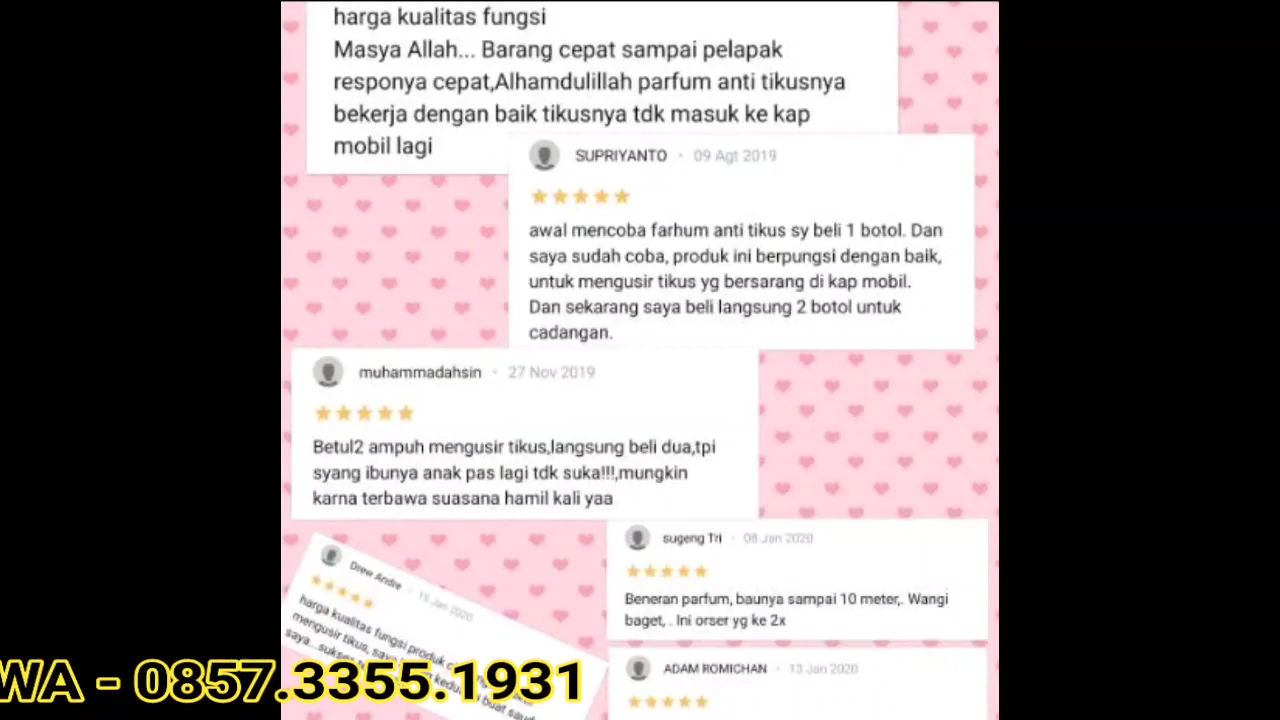 harga kualitas fungsi
Masya Allah... Barang cepat sampai pelapak
responya cepat,Alhamdulillah parfum anti tikusnya
bekerja dengan baik tikusnya tdk masuk ke kap
mobil lagi
SUPRIYANTO • 09 Agt 2019
awal mencoba farhum anti tikus sy beli 1 botol. Dan
saya sudah coba, produk ini berpungsi dengan baik,
untuk mengusir tikus yg bersarang di kap mobil.
Dan sekarang saya beli langsung 2 botol untuk
cadangan.
muhammadahsin • 27 Nov 2019
Betul2 ampuh mengusir tikus,langsung beli dua,tpi
syang ibunya anak pas lagi tdk suka!!!,mungkin
karna terbawa suasana hamil kali yaa
sugeng Tri • 08 Jan 2020
Beneran parfum, baunya sampai 10 meter,. Wangi
baget, . Ini orser yg ke 2x
Drew Andre • 15 Jan 2020
harga kualitas fungsi produk
mengusir tikus,
saya...
buat
ADAM ROMICHAN • 13 Jan 2020
WA - 0857.3355.1931